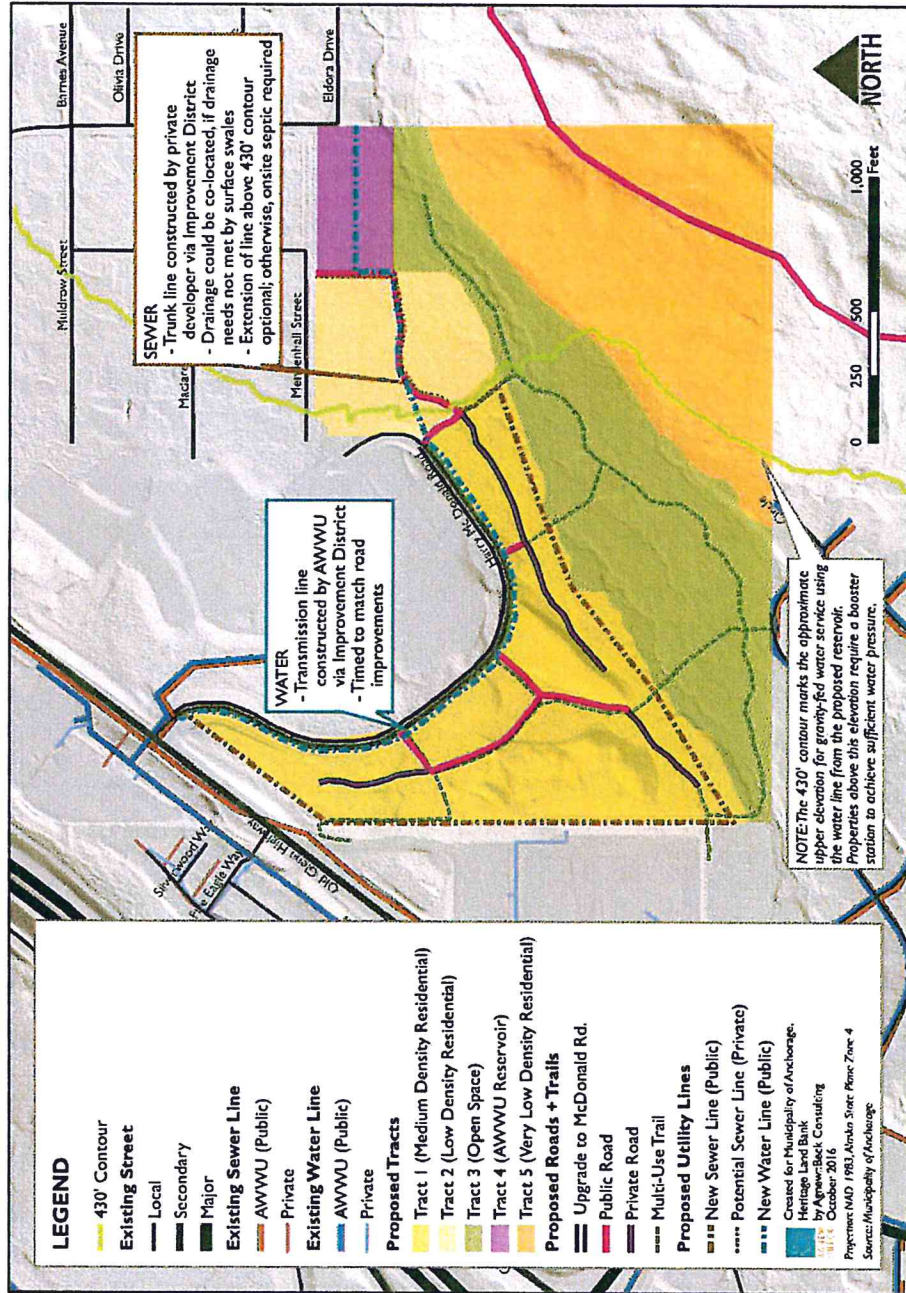 LEGEND
430' Contour
Existing Street
Local
Secondary
Major
Existing Sewer Line
AWWU (Public)
Private
Existing Water Line
AWWU (Public)
Private
Proposed Tracts
Tract 1 (Medium Density Residential)
Tract 2 (Low Density Residential)
Tract 3 (Open Space)
Tract 4 (AWWU Reservoir)
Tract 5 (Very Low Density Residential)
Proposed Roads + Trails
Upgrade to McDonald Rd.
Public Road
Private Road
Multi-Use Trail
Proposed Utility Lines
New Sewer Line (Public)
Potential Sewer Line (Private)
New Water Line (Public)
Created for Municipality of Anchorage,
Heritage Land Bank
by Agnew::Beck Consulting
October 2016
Projection: NAD 1983, Alaska State Plane Zone 4
Source: Municipality of Anchorage
Old Glenn Highway
Eagle Way
WATER
- Transmission line
constructed by AWWU
via Improvement District
- Timed to match road
improvements
Harry McDonald Road
SEWER
- Trunk line constructed by private
developer via Improvement District
- Drainage could be co-located, if drainage
needs not met by surface swales
- Extension of line above 430' contour
optional; otherwise, onsite septic required
Muldrow Street
Street
Barnes Avenue
Olivia Drive
Eldora Drive
NOTE: The 430' contour marks the approximate
upper elevation for gravity-fed water service using
the water line from the proposed reservoir.
Properties above this elevation require a booster
station to achieve sufficient water pressure.
Circle
0 250 500 1,000
Feet
NORTH